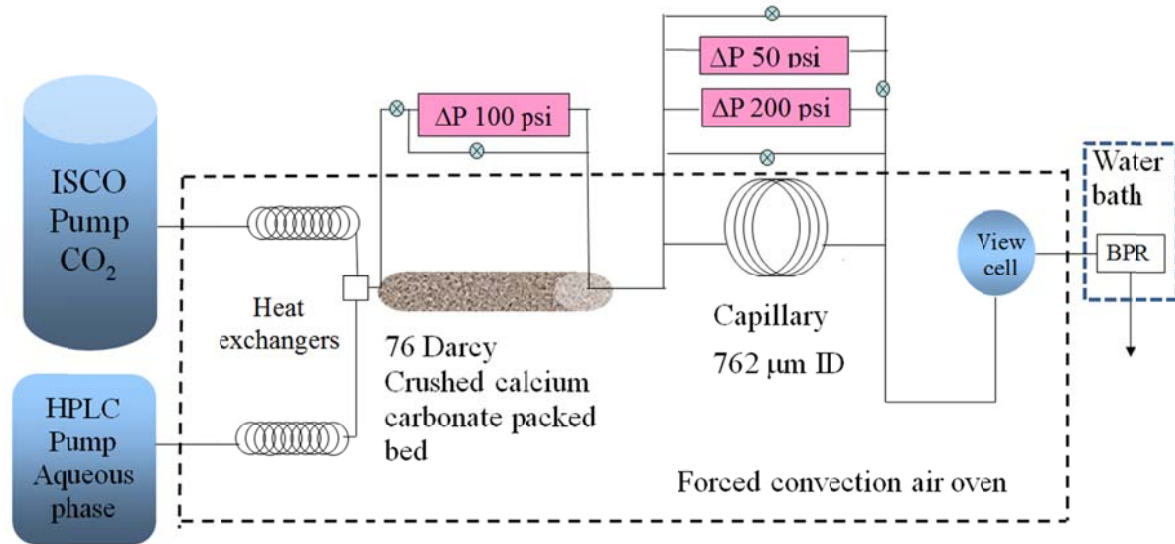 ISCO
Pump
CO₂
HPLC
Pump
Aqueous
phase
Heat
exchangers
ΔP 100 psi
76 Darcy
Crushed calcium
carbonate packed
bed
ΔP 50 psi
ΔP 200 psi
Capillary
762 μm ID
View
cell
Water
bath
BPR
Forced convection air oven